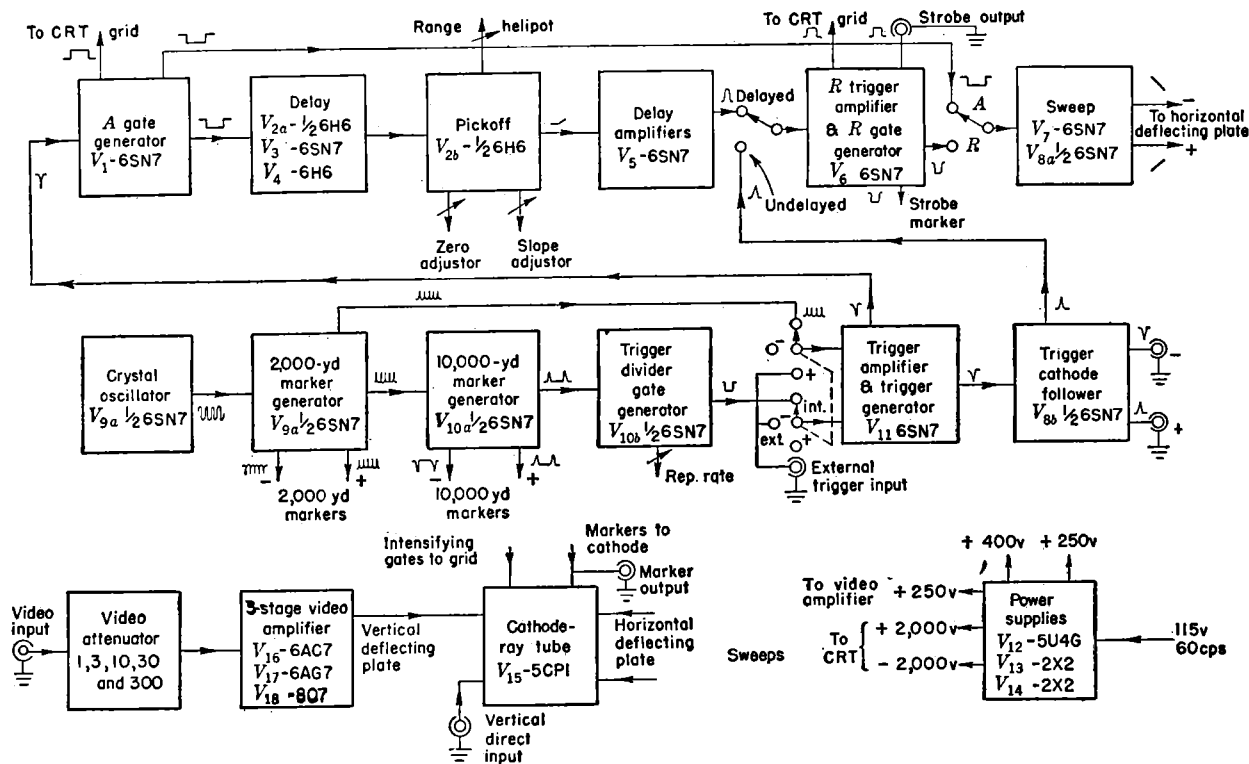 To CRT grid
A gate
generator
V1-6SN7
Delay
V2a-½6H6
V3 -6SN7
V4 -6H6
Range helipot
Pickoff
V2b-½6H6
Zero
adjustor
Slope
adjustor
Delay
amplifiers
V5-6SN7
Delayed
Undelayed
To CRT grid
Strobe output
R trigger
amplifier
& R gate
generator
V6 6SN7
Strobe
marker
A
R
Sweep
V7-6SN7
V8a½ 6SN7
-
To horizontal
deflecting plate
+
Crystal
oscillator
V9a ½6SN7
2,000-yd
marker
generator
V9a½6SN7
- +
2,000 yd
markers
10,000-yd
marker
generator
V10a½6SN7
- +
10,000 yd
markers
Trigger
divider
gate
generator
V10b ½6SN7
Rep. rate
-
+
int.
-
ext.
+
External
trigger input
Trigger
amplifier
& trigger
generator
V11 6SN7
Trigger
cathode
follower
V8b ½6SN7
-
+
Video
input
Video
attenuator
1,3,10,30
and 300
3-stage video
amplifier
V16-6AC7
V17-6AG7
V18-807
Vertical
deflecting
plate
Intensifying
gates to grid
Markers to
cathode
Marker
output
Cathode-
ray tube
V15-5CP1
Horizontal
deflecting
plate
Vertical
direct
input
Sweeps
+ 400v +250v
To video
amplifier
+250v
To
CRT
+ 2,000v
- 2,000v
Power
supplies
V12-5U4G
V13-2X2
V14-2X2
115v
60cps